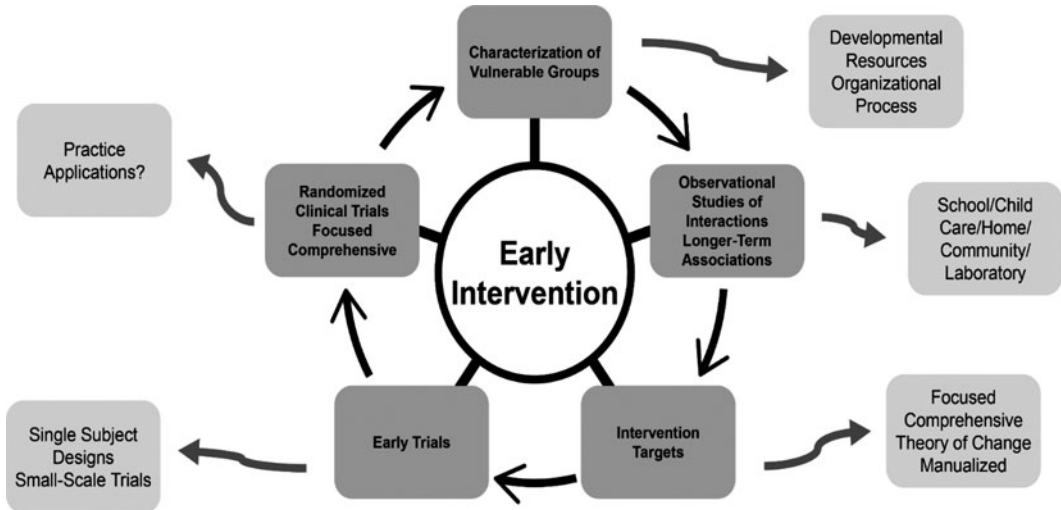 Characterization of
Vulnerable Groups
Developmental
Resources
Organizational
Process
Observational
Studies of
Interactions
Longer-Term
Associations
School/Child
Care/Home/
Community/
Laboratory
Intervention
Targets
Focused
Comprehensive
Theory of Change
Manualized
Early Trials
Single Subject
Designs
Small-Scale Trials
Randomized
Clinical Trials
Focused
Comprehensive
Practice
Applications?
Early
Intervention